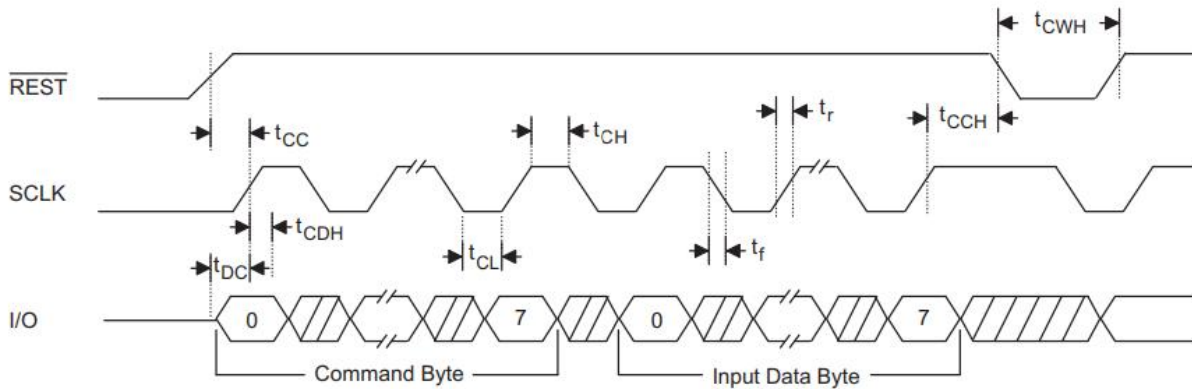 tCWH
REST
tCC
tCH
tr
tCCH
SCLK
tCDH
tDC
tCL
tf
I/O
0
7
0
7
Command Byte
Input Data Byte